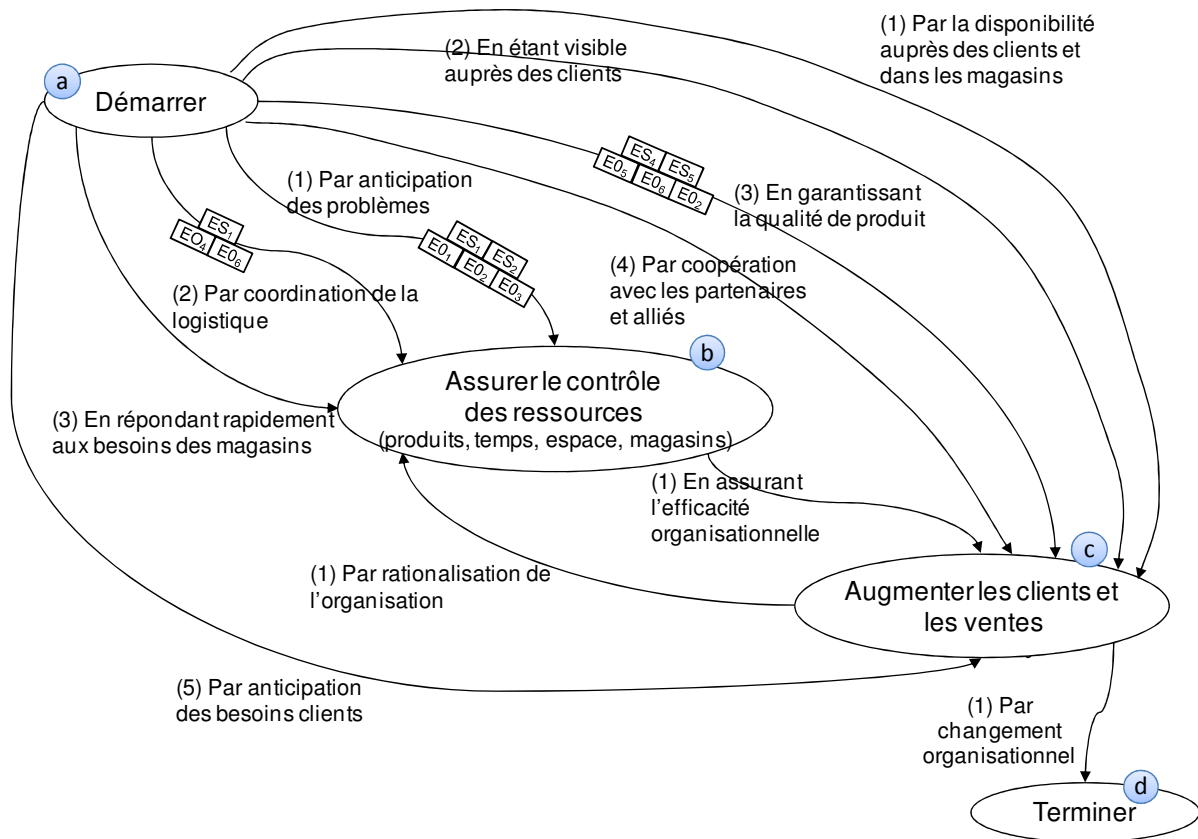 (1) Par la disponibilité
auprès des clients et
dans les magasins
(2) En étant visible
auprès des clients
a
Démarrer
ES₄ ES₅
E0₅ E0₆ E0₂
(3) En garantissant
la qualité de produit
(1) Par anticipation
des problèmes
ES₁
EO₄ E0₆
ES₁ ES₂
E0₁ E0₂ E0₃
(2) Par coordination de la
logistique
(4) Par coopération
avec les partenaires
et alliés
b
Assurer le contrôle
des ressources
(produits, temps, espace, magasins)
(3) En répondant rapidement
aux besoins des magasins
(1) En assurant
l'efficacité
organisationnelle
c
Augmenter les clients et
les ventes
(1) Par rationalisation de
l'organisation
(5) Par anticipation
des besoins clients
(1) Par
changement
organisationnel
d
Terminer